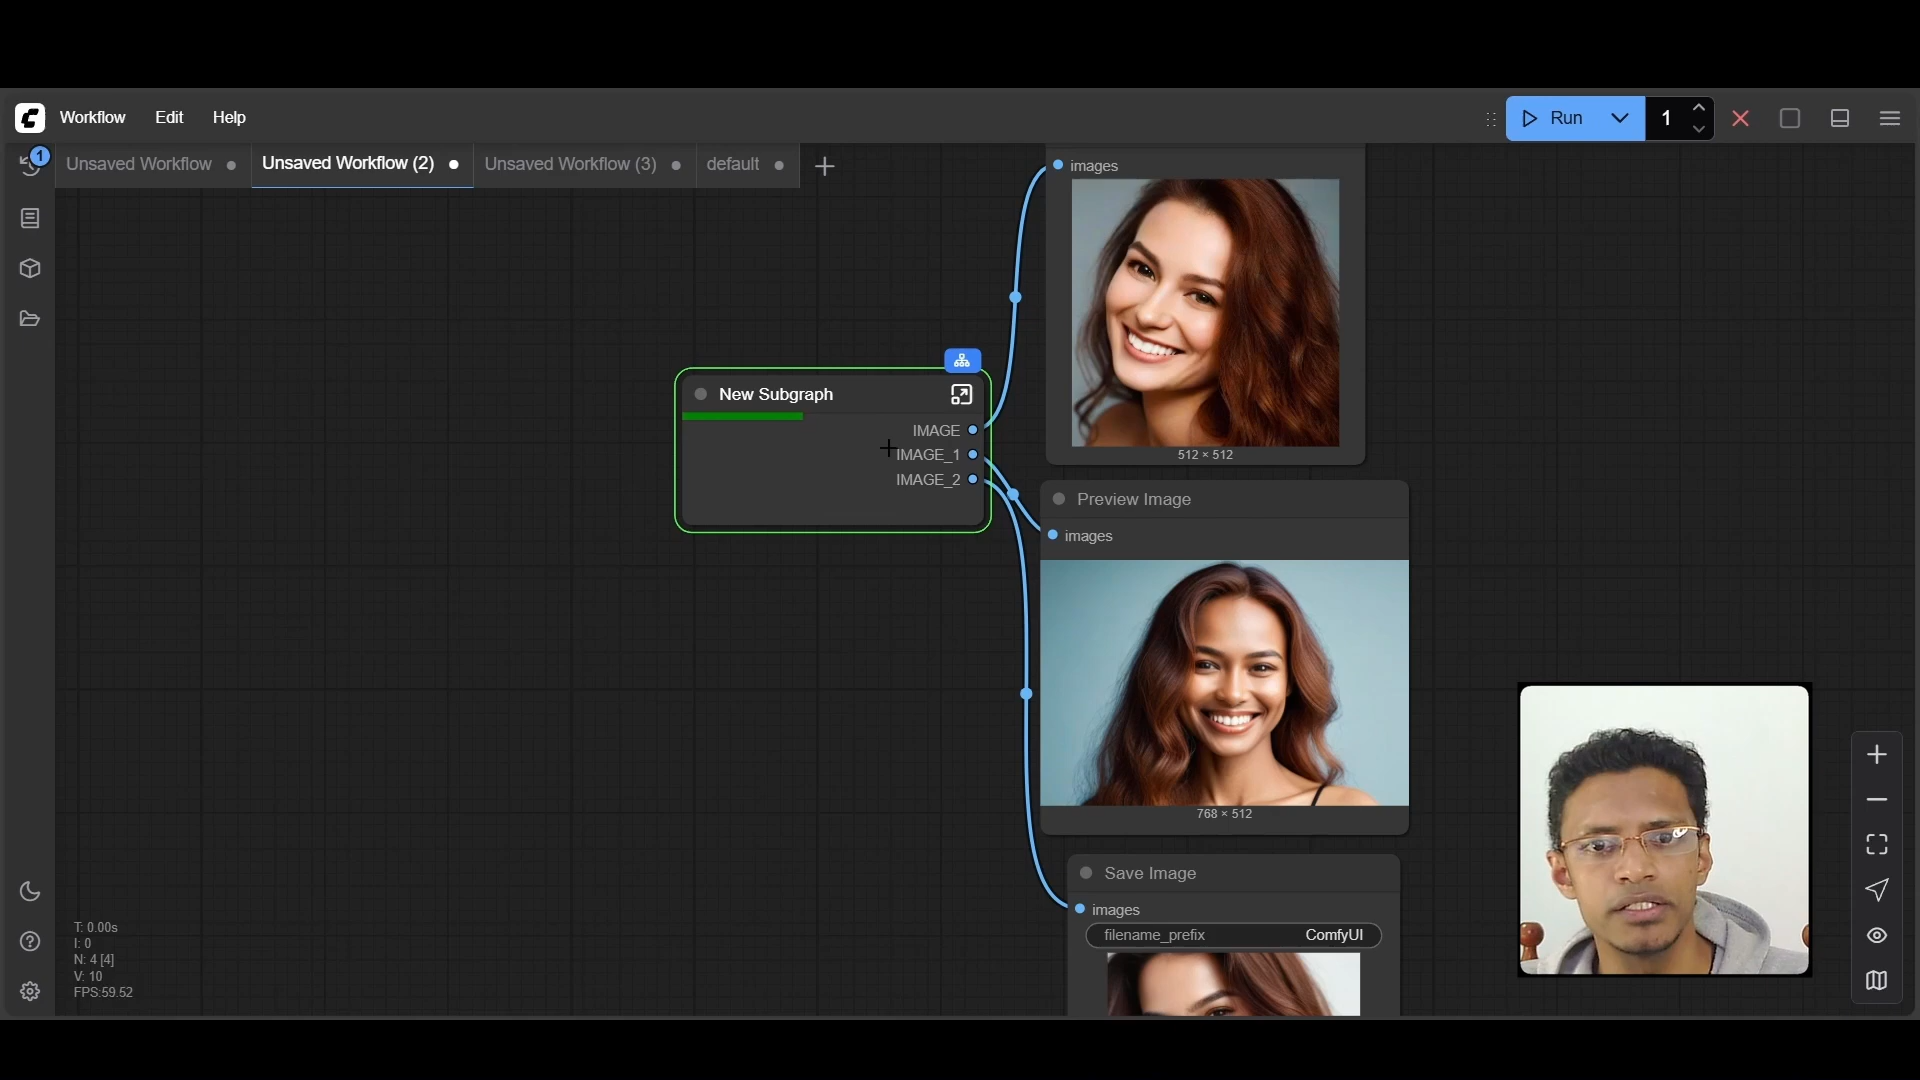 Workflow Edit Help
Run 1
1
Unsaved Workflow Unsaved Workflow (2) Unsaved Workflow (3) default
images
512 × 512
New Subgraph
IMAGE
IMAGE_1
IMAGE_2
Preview Image
images
768 × 512
Save Image
images
filename_prefix ComfyUI
T: 0.00s
I: 0
N: 4 [4]
V: 10
FPS:59.52